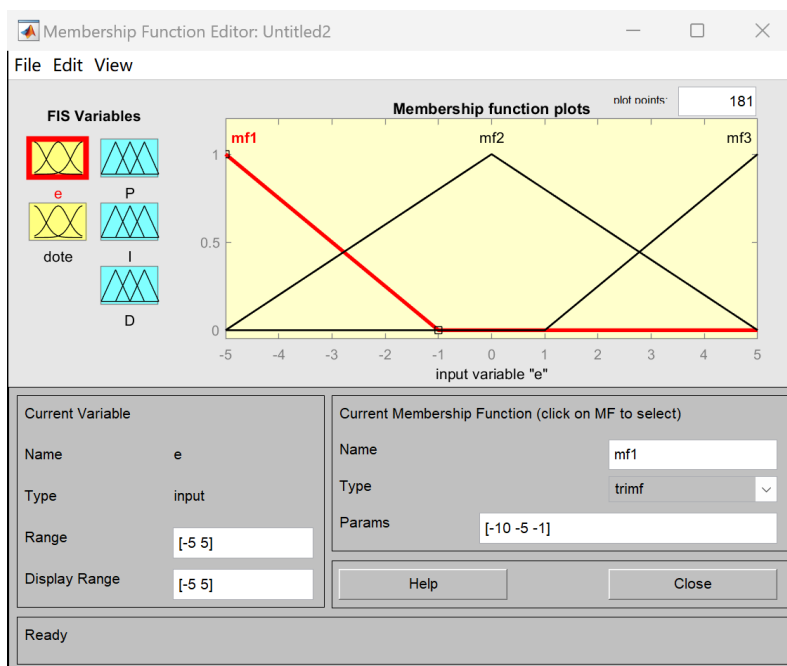 Membership Function Editor: Untitled2
File Edit View
FIS Variables
e
P
dote
I
D
Membership function plots
plot points:
181
mf1
mf2
mf3
1
0.5
0
-5 -4 -3 -2 -1 0 1 2 3 4 5
input variable "e"
Current Variable
Name e
Type input
Range [-5 5]
Display Range [-5 5]
Current Membership Function (click on MF to select)
Name mf1
Type trimf
Params [-10 -5 -1]
Help
Close
Ready